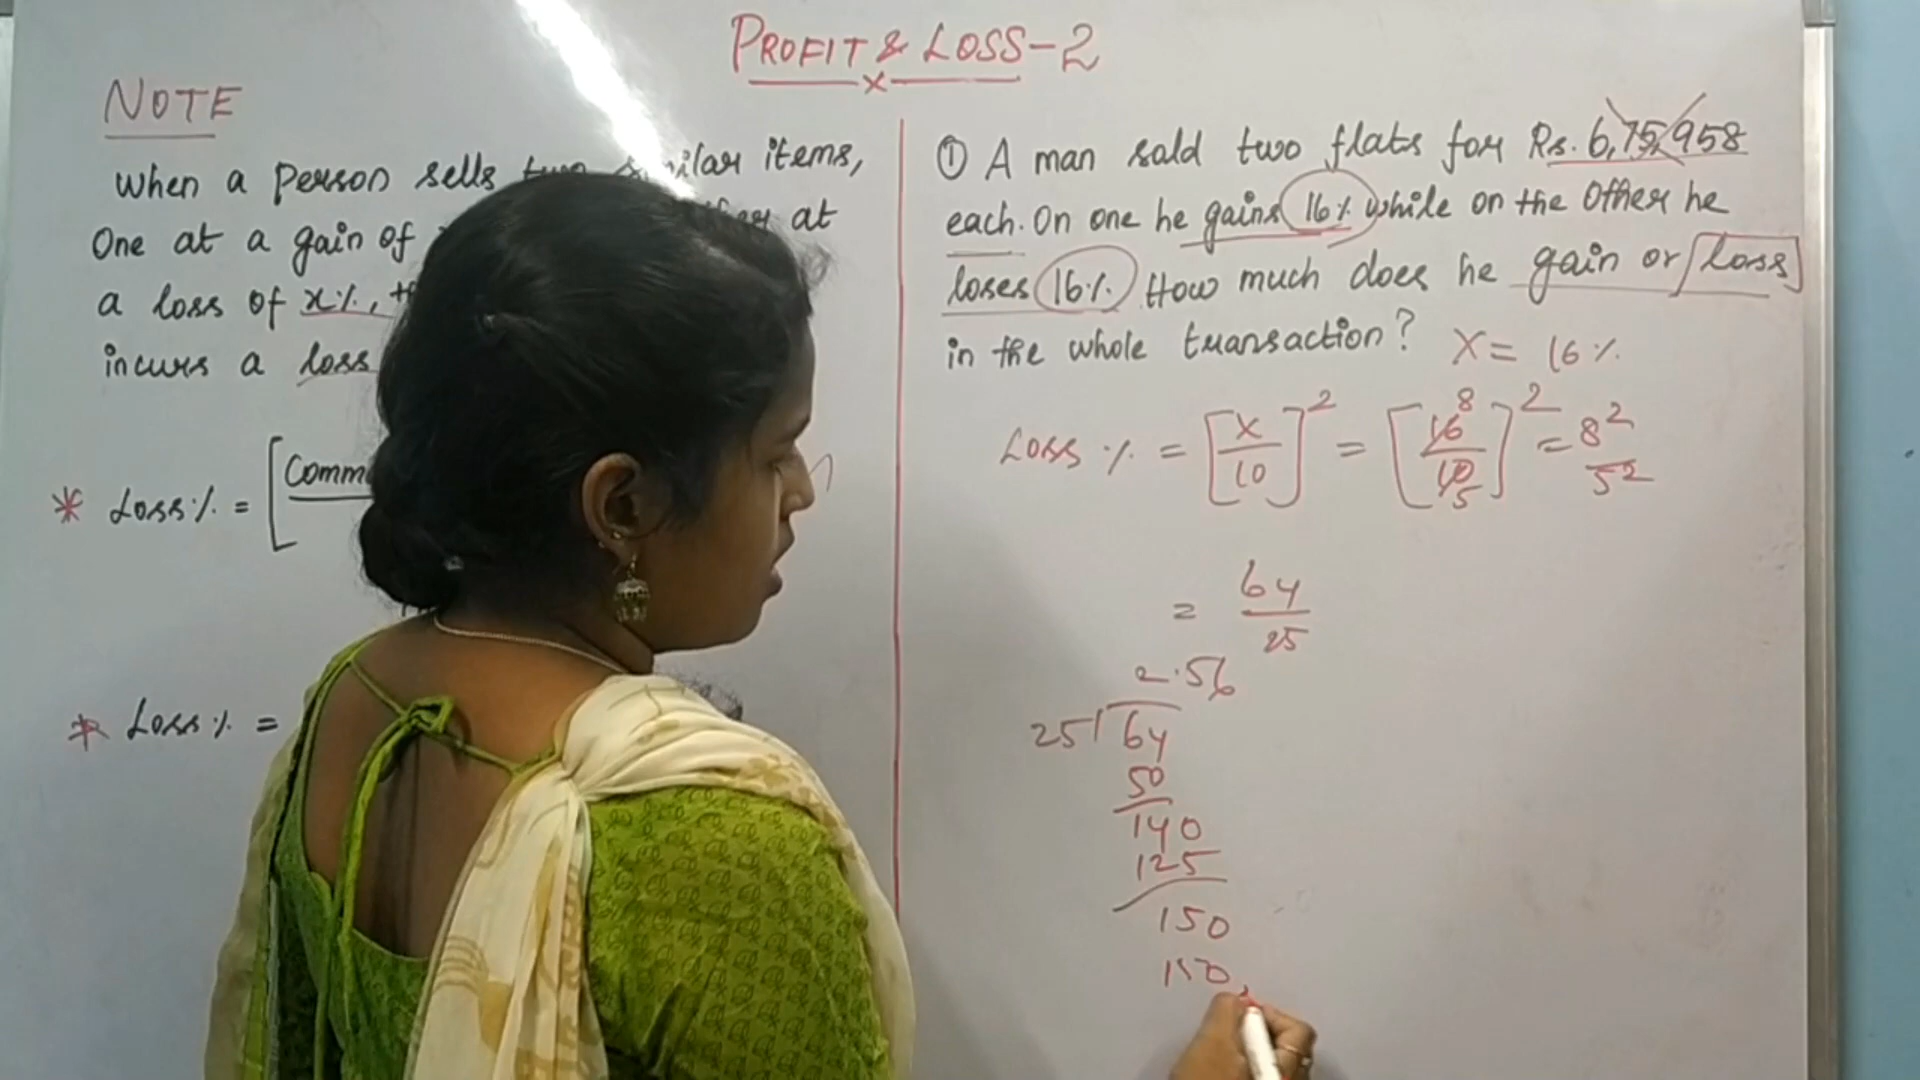 PROFIT & LOSS-2
NOTE
When a person sells similar items,
One at a gain of at
a loss of x%,
incurs a loss
* Loss% = [
* Loss% =
① A man sold two flats for Rs. 6,75,958
each. On one he gains 16% while on the Other he
loses 16%. How much does he gain or loss
in the whole transaction? X = 16%
Loss % = [x/10]² = [16/10]² 8 5 = 8²/5²
= 64/25
2.56
25) 64
50
140
125
150
150